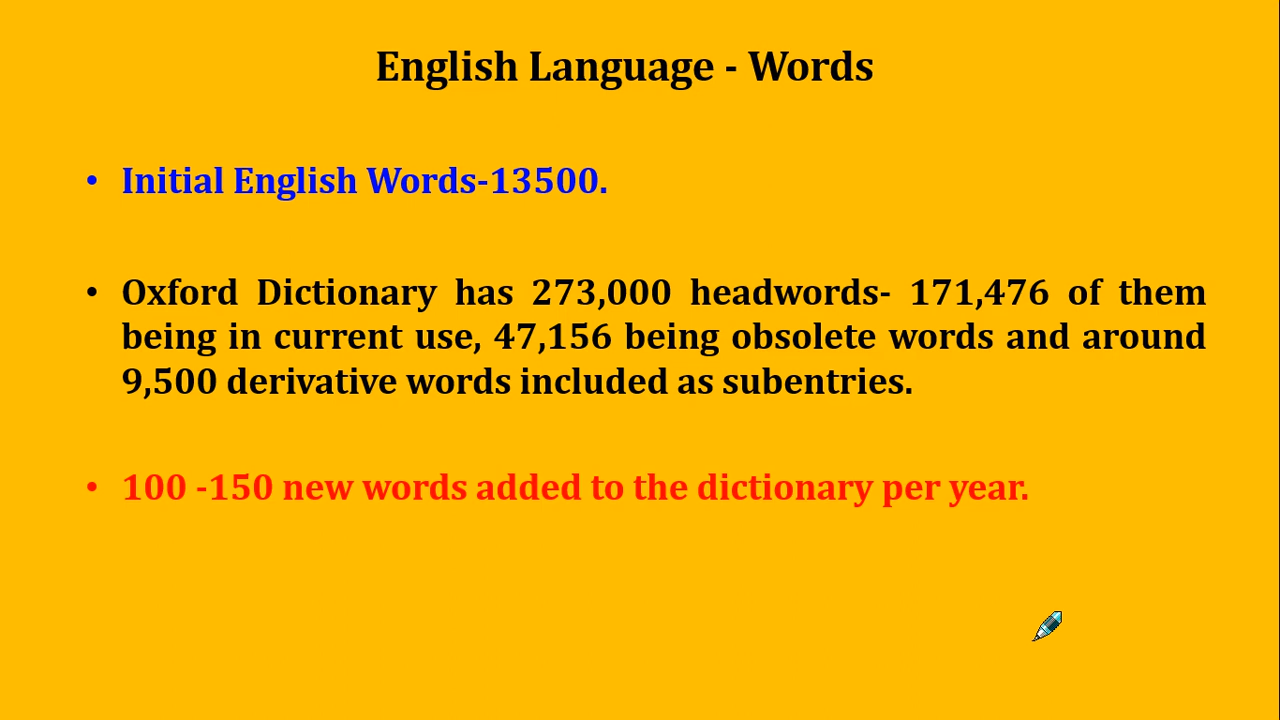 English Language - Words
• Initial English Words-13500.
• Oxford Dictionary has 273,000 headwords- 171,476 of them
being in current use, 47,156 being obsolete words and around
9,500 derivative words included as subentries.
• 100 -150 new words added to the dictionary per year.